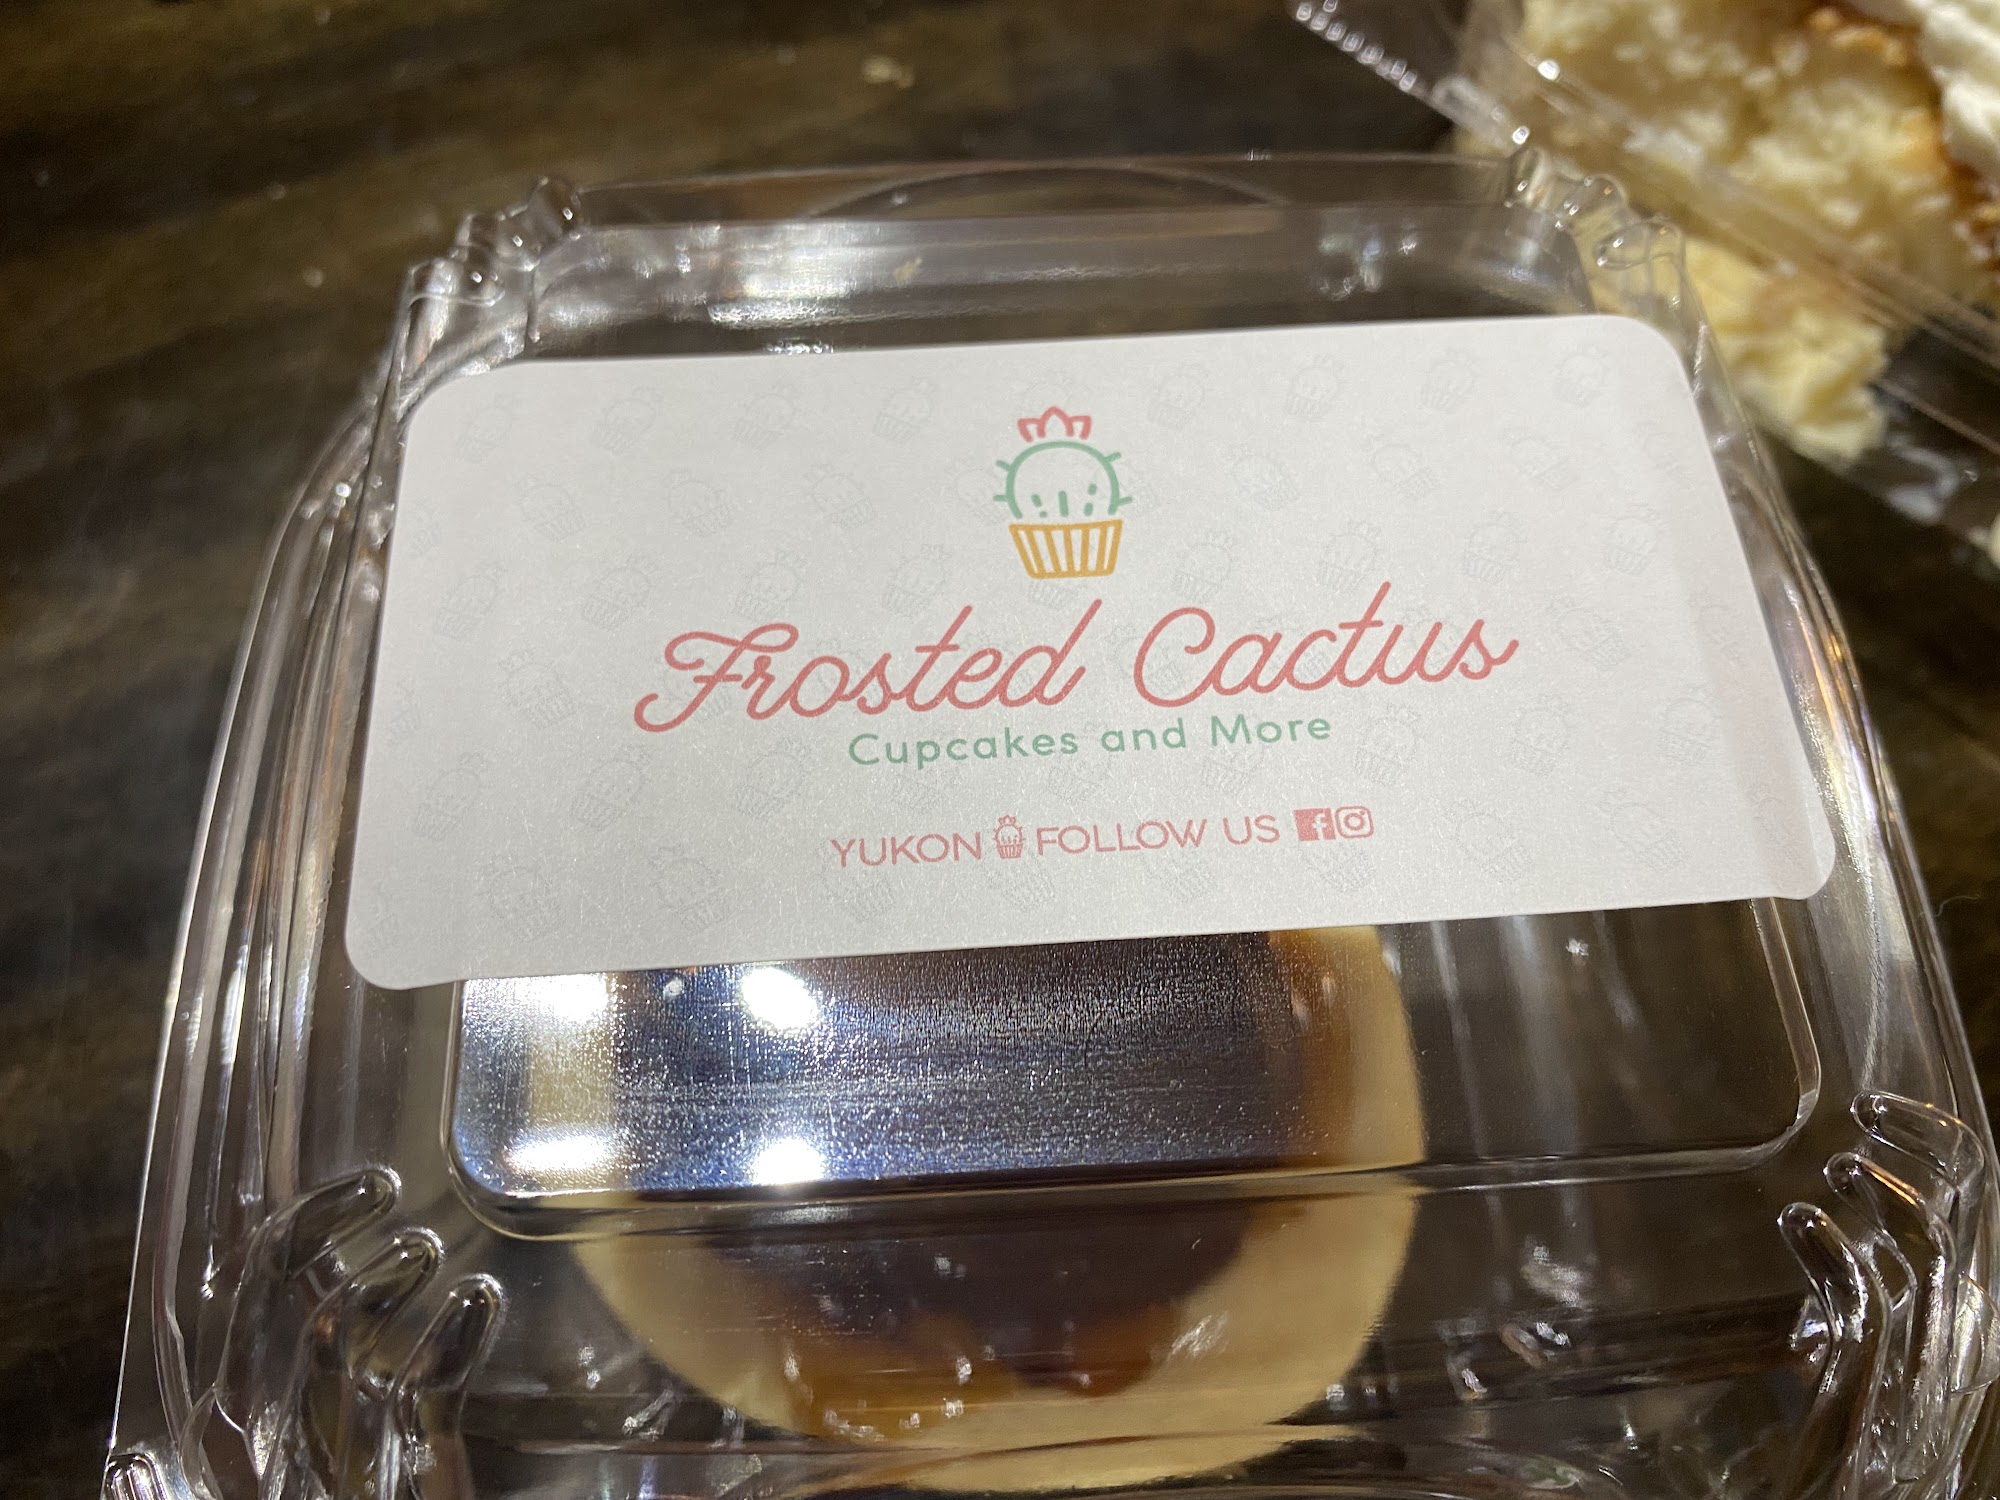 Frosted Cactus
Cupcakes and More
YUKON FOLLOW US